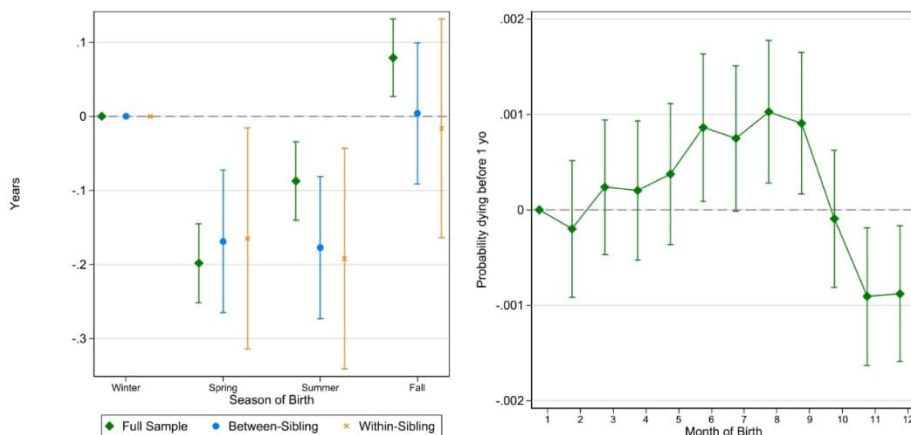 .1
0
-.1
-.2
-.3
Years
Winter Spring Summer Fall
Season of Birth
Full Sample Between-Sibling Within-Sibling
.002
.001
0
-.001
-.002
Probability dying before 1 yo
1 2 3 4 5 6 7 8 9 10 11 12
Month of Birth